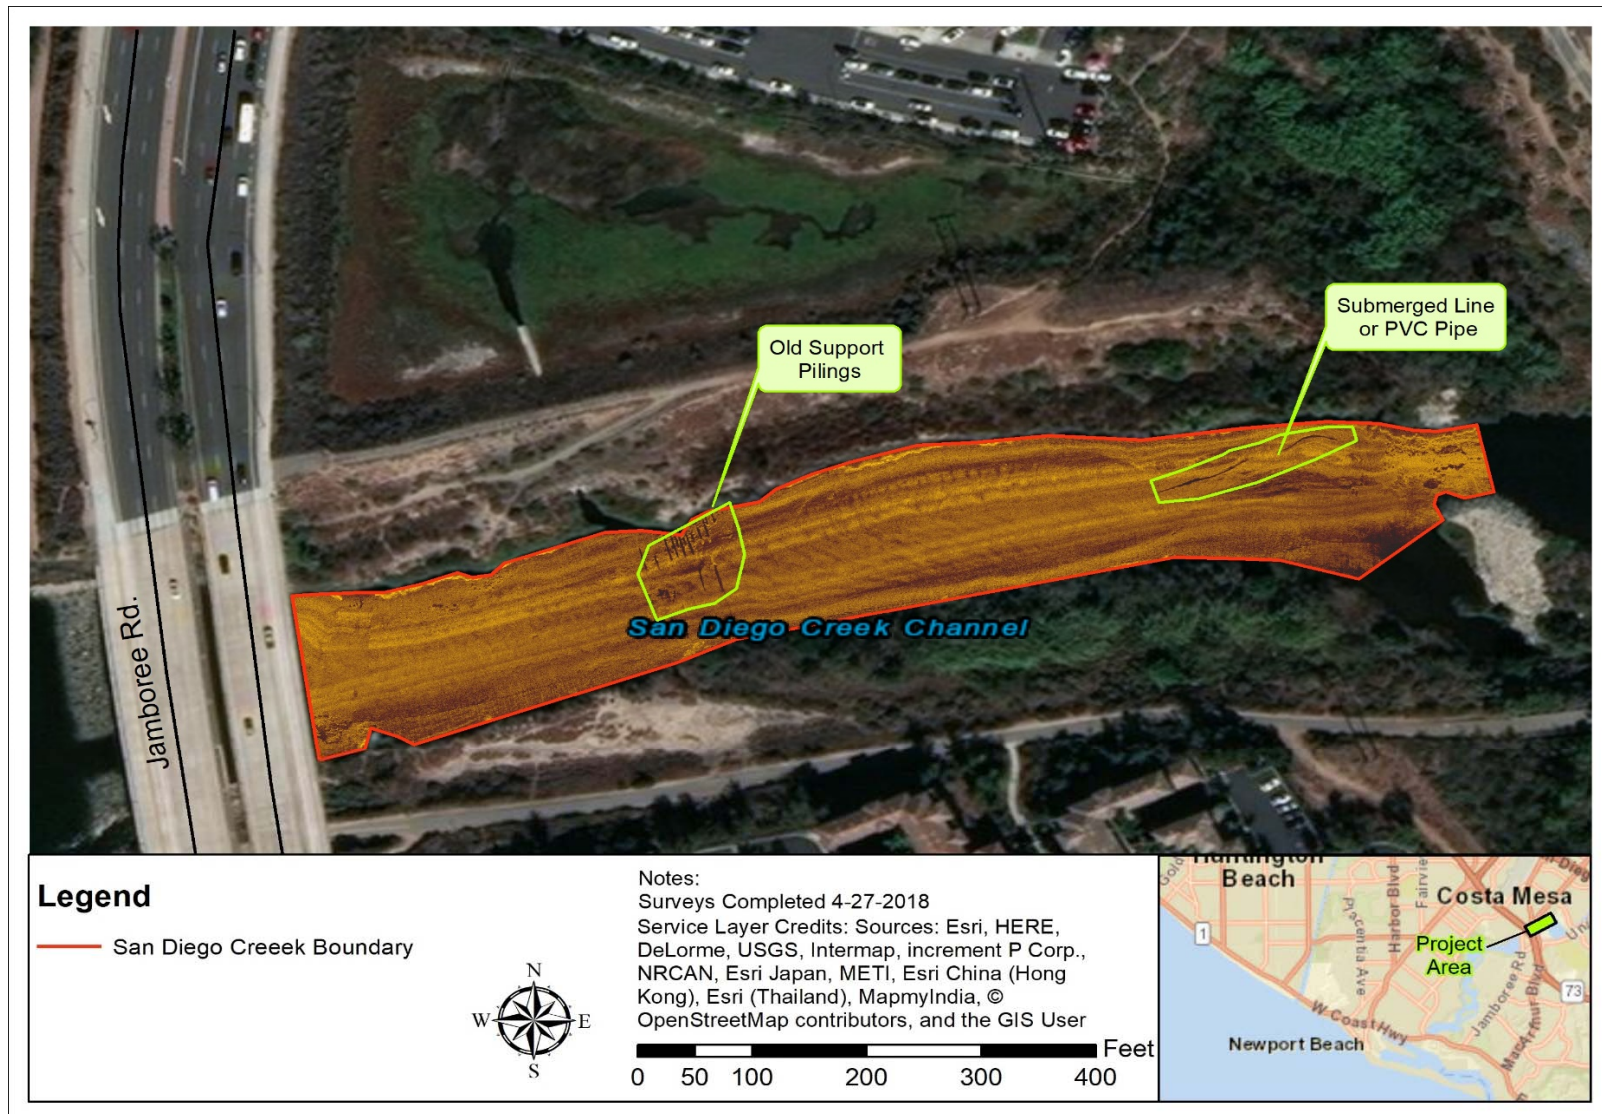 Submerged Line
or PVC Pipe
Old Support
Pilings
San Diego Creek Channel
Jamboree Rd.
Legend
San Diego Creeek Boundary
N
W
E
S
Notes:
Surveys Completed 4-27-2018
Service Layer Credits: Sources: Esri, HERE,
DeLorme, USGS, Intermap, increment P Corp.,
NRCAN, Esri Japan, METI, Esri China (Hong
Kong), Esri (Thailand), MapmyIndia, ©
OpenStreetMap contributors, and the GIS User
Feet
0 50 100 200 300 400
Huntington
Beach
Gold
Placentia Ave
Harbor Blvd
Fairvie
Costa Mesa
1
Project
Area
Jamboree Rd
MacArthur Blvd
73
W Coast Hwy
Newport Beach